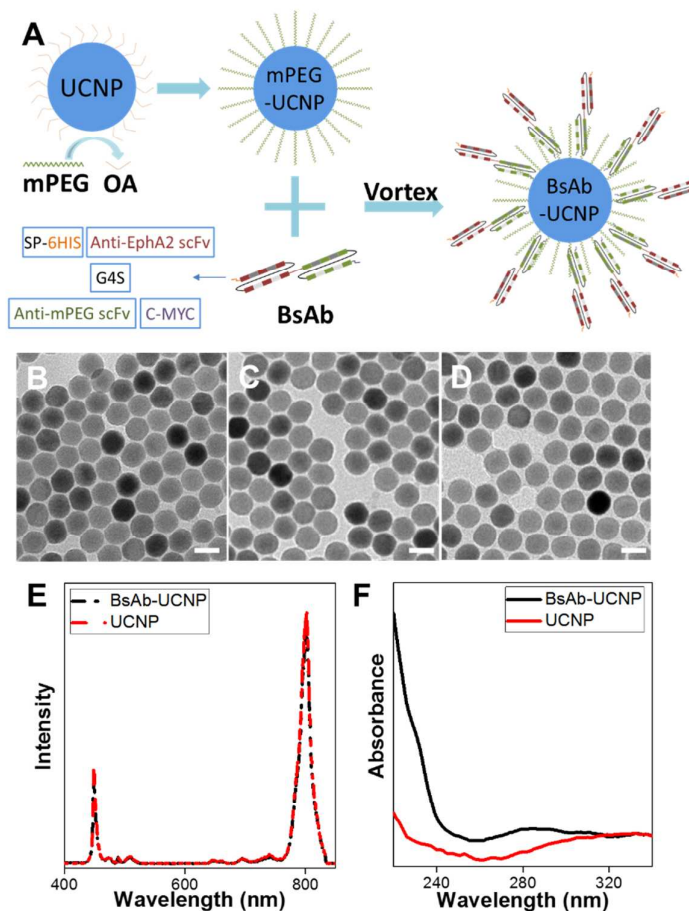 A
UCNP
mPEG
-UCNP
mPEG OA
Vortex
BsAb
-UCNP
SP-6HIS Anti-EphA2 scFv
G4S
Anti-mPEG scFv C-MYC
BsAb
B C D
E
BsAb-UCNP
UCNP
Intensity
400 600 800
Wavelength (nm)
F
BsAb-UCNP
UCNP
Absorbance
240 280 320
Wavelength (nm)